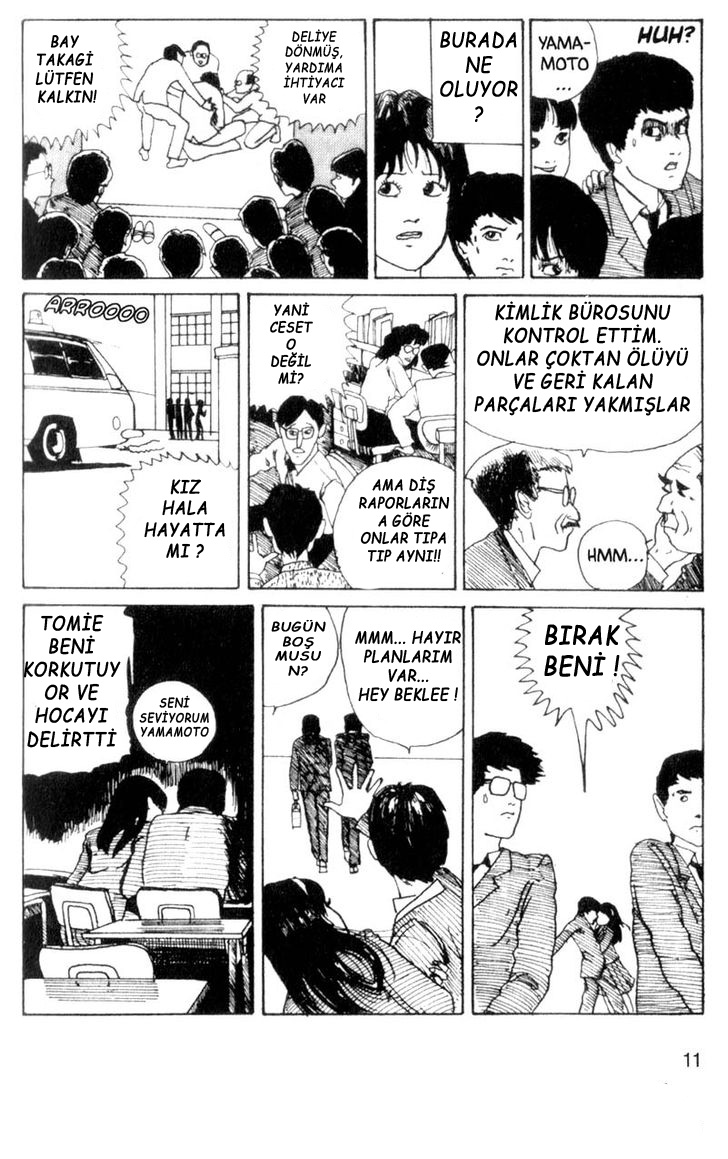 BAY
TAKAGİ
LÜTFEN
KALKIN!
DELİYE
DÖNMÜŞ,
YARDIMA
İHTİYACI
VAR
BURADA
NE
OLUYOR
?
YAMA-
MOTO
...
HUH?
ARROOOO
KIZ
HALA
HAYATTA
MI ?
YANİ
CESET
O
DEĞİL
Mİ?
AMA DİŞ
RAPORLARIN
A GÖRE
ONLAR TIPA
TIP AYNI!!
KİMLİK BÜROSUNU
KONTROL ETTİM.
ONLAR ÇOKTAN ÖLÜYÜ
VE GERİ KALAN
PARÇALARI YAKMIŞLAR
HMM...
TOMİE
BENİ
KORKUTUY
OR VE
HOCAYI
DELİRTTİ
SENİ
SEVİYORUM
YAMAMOTO
BUGÜN
BOŞ
MUSU
N?
MMM... HAYIR
PLANLARIM
VAR...
HEY BEKLEE !
BIRAK
BENİ !
11